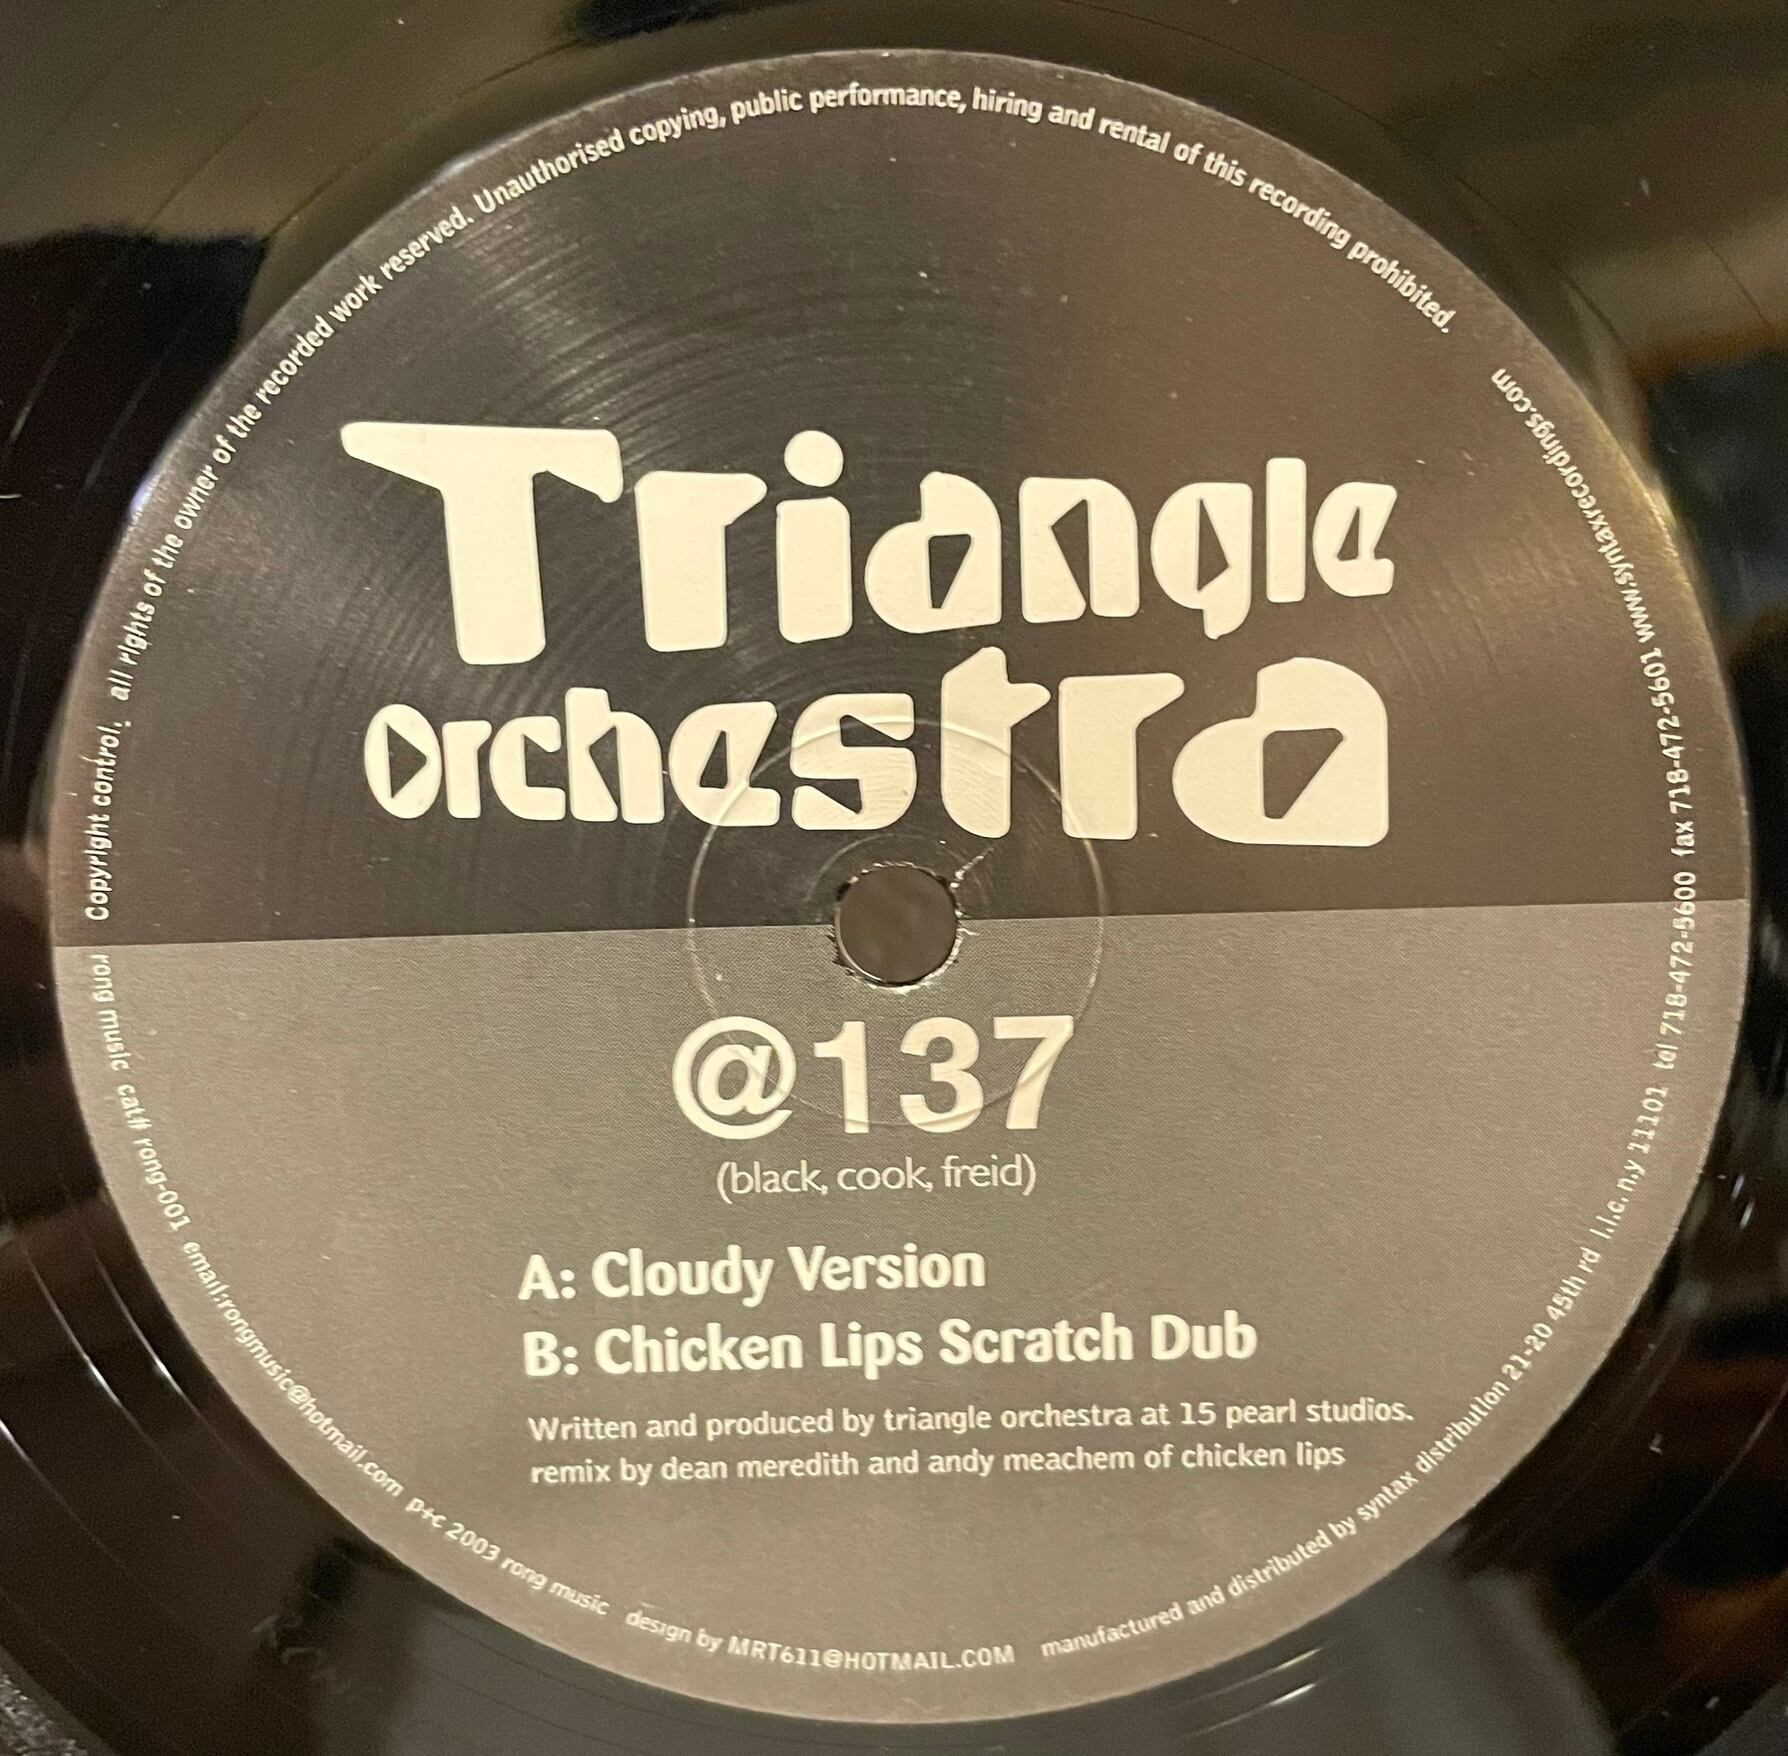 Copyright control. all rights of the owner of the recorded work reserved. Unauthorised copying, public performance, hiring and rental of this recording prohibited.
Triangle
orchestra
@137
(black, cook, freid)
A: Cloudy Version
B: Chicken Lips Scratch Dub
Written and produced by triangle orchestra at 15 pearl studios.
remix by dean meredith and andy meachem of chicken lips
rong music cat# rong-001 email:rongmusic@hotmail.com p+c 2003 rong music design by MRT611@HOTMAIL.COM manufactured and distributed by syntax distribution 21-20 45th rd l.i.c. n.y 11101 tel 718-472-5600 fax 718-472-5601 www.syntaxrecordings.com